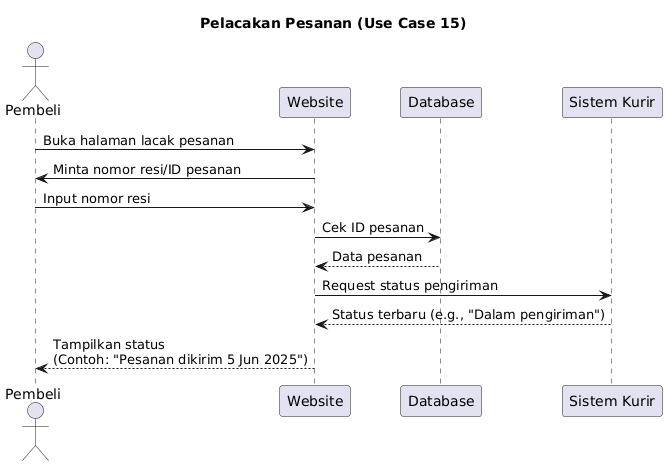 Pelacakan Pesanan (Use Case 15)
Pembeli
Website
Database
Sistem Kurir
Buka halaman lacak pesanan
Minta nomor resi/ID pesanan
Input nomor resi
Cek ID pesanan
Data pesanan
Request status pengiriman
Status terbaru (e.g., "Dalam pengiriman")
Tampilkan status
(Contoh: "Pesanan dikirim 5 Jun 2025")
Pembeli
Website
Database
Sistem Kurir